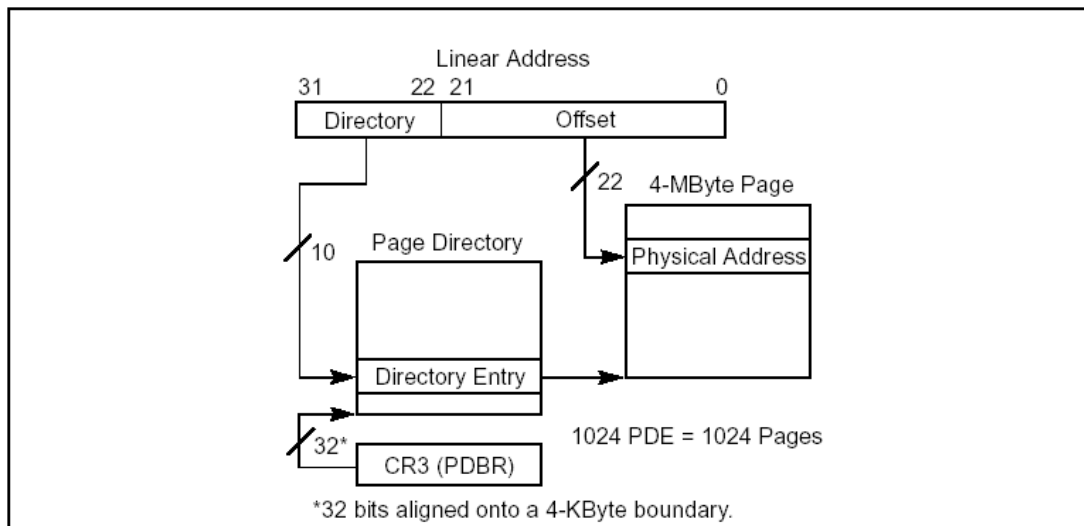 Linear Address
31 22 21 0
Directory Offset
22
4-MByte Page
Physical Address
10
Page Directory
Directory Entry
32*
CR3 (PDBR)
1024 PDE = 1024 Pages
*32 bits aligned onto a 4-KByte boundary.